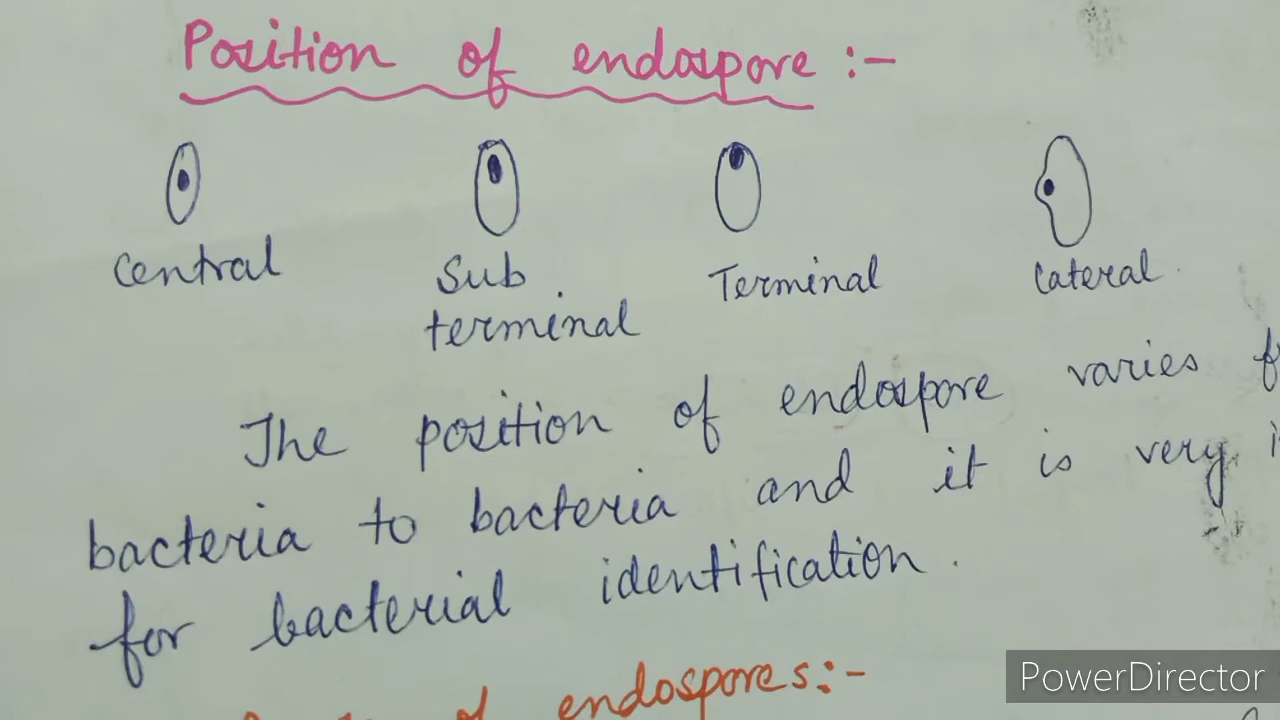 Position of endospore :-
Central
Sub
terminal
Terminal
Lateral
The position of endospore varies
bacteria to bacteria and it is very
for bacterial identification.
of endospores:-
PowerDirector